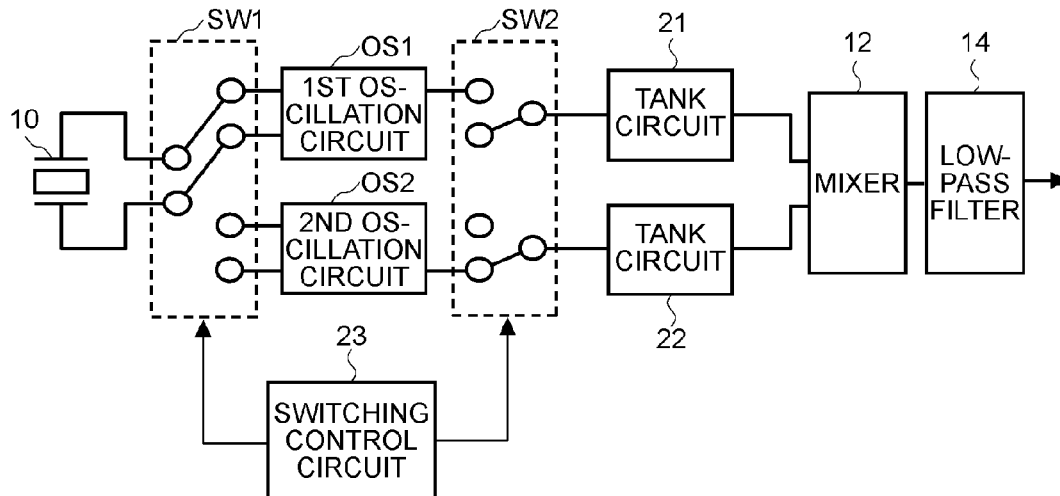 SW1
OS1
SW2
21
12
14
10
1ST OS-
CILLATION
CIRCUIT
TANK
CIRCUIT
MIXER
LOW-
PASS
FILTER
OS2
2ND OS-
CILLATION
CIRCUIT
TANK
CIRCUIT
22
23
SWITCHING
CONTROL
CIRCUIT